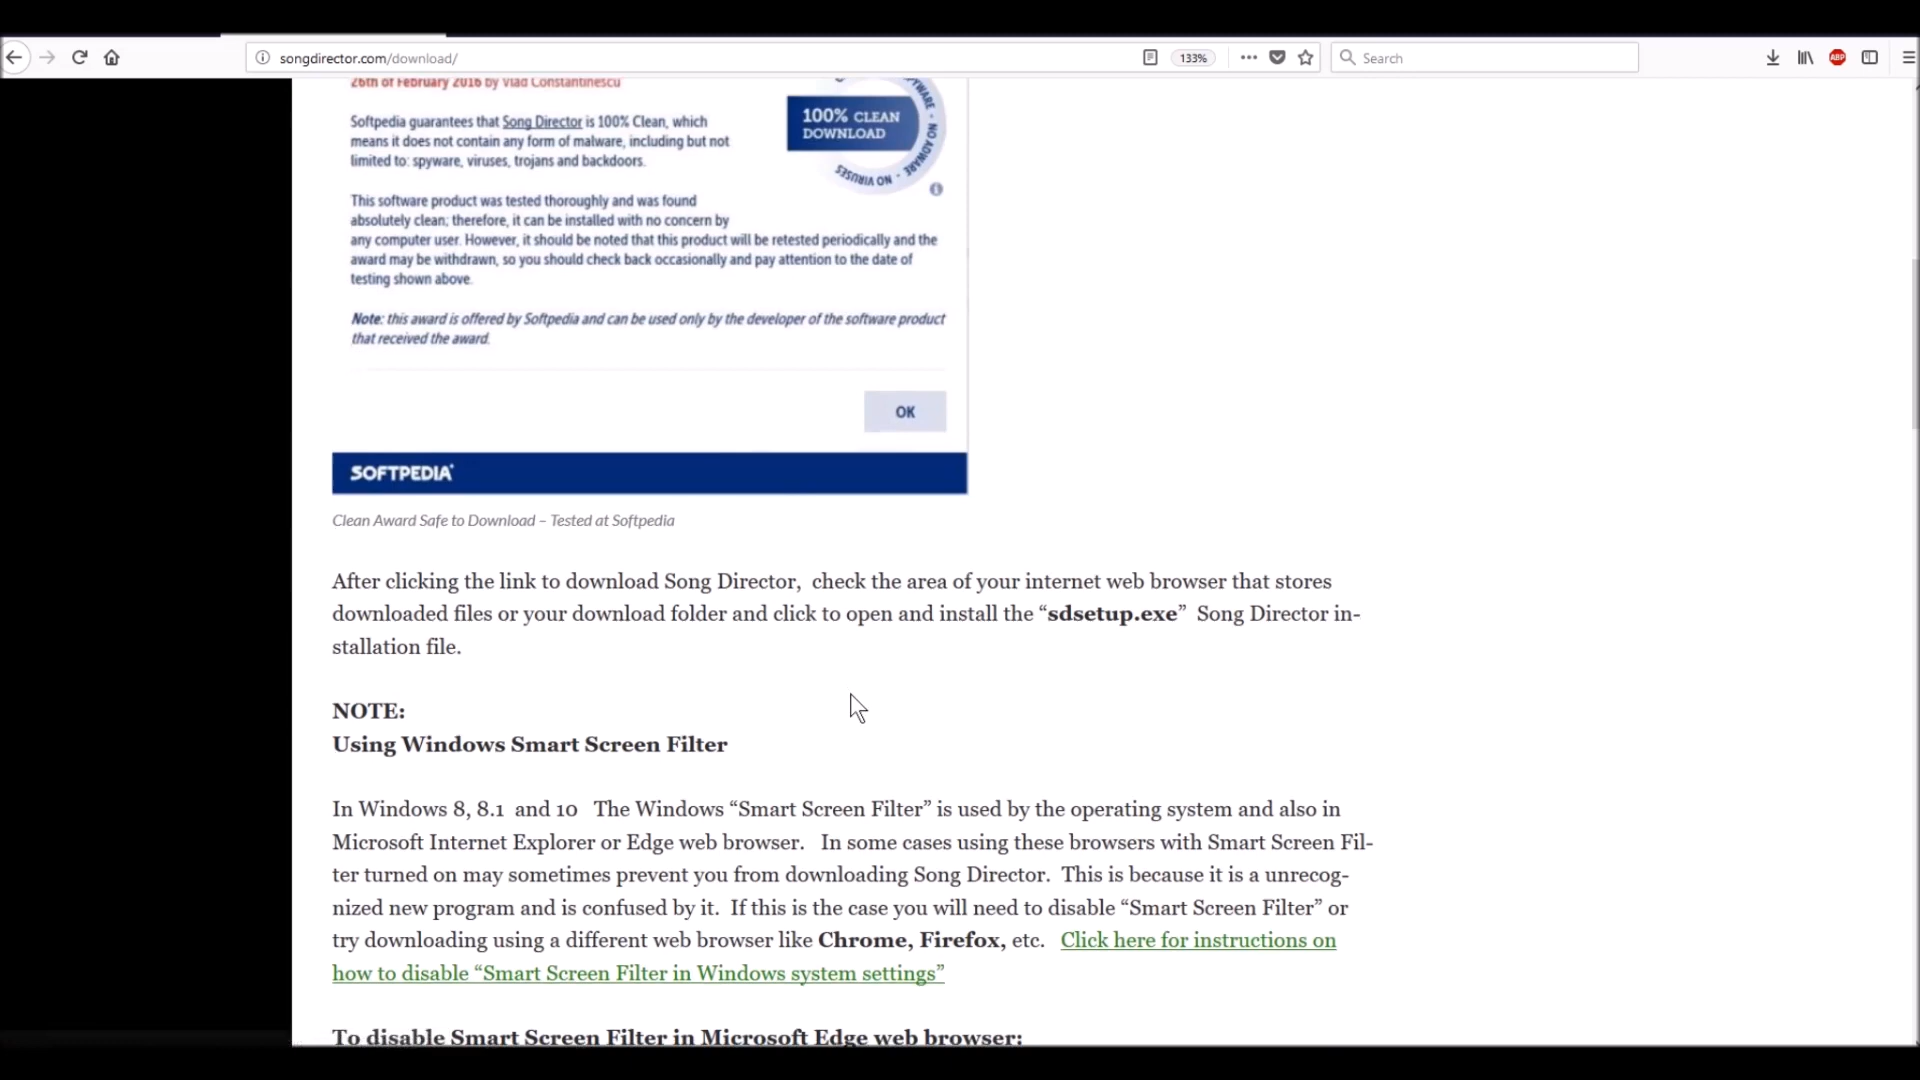 songdownload.com/download/
133%
Search
ABP
26th of February 2016 by Vlad Constantinescu
Softpedia guarantees that Song Director is 100% Clean, which
means it does not contain any form of malware, including but not
limited to: spyware, viruses, trojans and backdoors.
100% CLEAN
DOWNLOAD
NO ADWARE - NO VIRUSES
This software product was tested thoroughly and was found
absolutely clean; therefore, it can be installed with no concern by
any computer user. However, it should be noted that this product will be retested periodically and the
award may be withdrawn, so you should check back occasionally and pay attention to the date of
testing shown above.
Note: this award is offered by Softpedia and can be used only by the developer of the software product
that received the award.
OK
SOFTPEDIA
Clean Award Safe to Download – Tested at Softpedia
After clicking the link to download Song Director, check the area of your internet web browser that stores
downloaded files or your download folder and click to open and install the “sdsetup.exe” Song Director in-
stallation file.
NOTE:
Using Windows Smart Screen Filter
In Windows 8, 8.1 and 10 The Windows “Smart Screen Filter” is used by the operating system and also in
Microsoft Internet Explorer or Edge web browser. In some cases using these browsers with Smart Screen Fil-
ter turned on may sometimes prevent you from downloading Song Director. This is because it is a unrecog-
nized new program and is confused by it. If this is the case you will need to disable “Smart Screen Filter” or
try downloading using a different web browser like Chrome, Firefox, etc. Click here for instructions on
how to disable “Smart Screen Filter in Windows system settings”
To disable Smart Screen Filter in Microsoft Edge web browser: